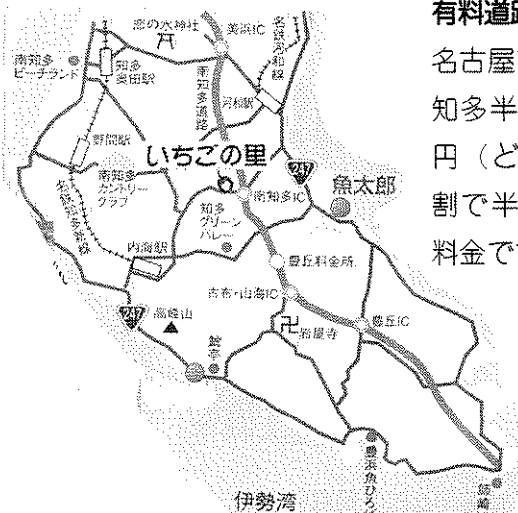 有料道路
名古屋
知多半
円（ど
割で半
料金で
恋の水神社
美浜IC
名鉄河和線
南知多
ビーチランド
知多
奥田駅
南知多道路
河和駅
野間駅
いちごの里
247
魚太郎
南知多
カントリー
クラブ
南知多IC
名鉄知多新線
知多
グリーン
バレー
内海駅
豊丘料金所
古布・山海IC
247
高峰山
豊丘IC
豊浜魚ひろ
師崎
伊勢湾